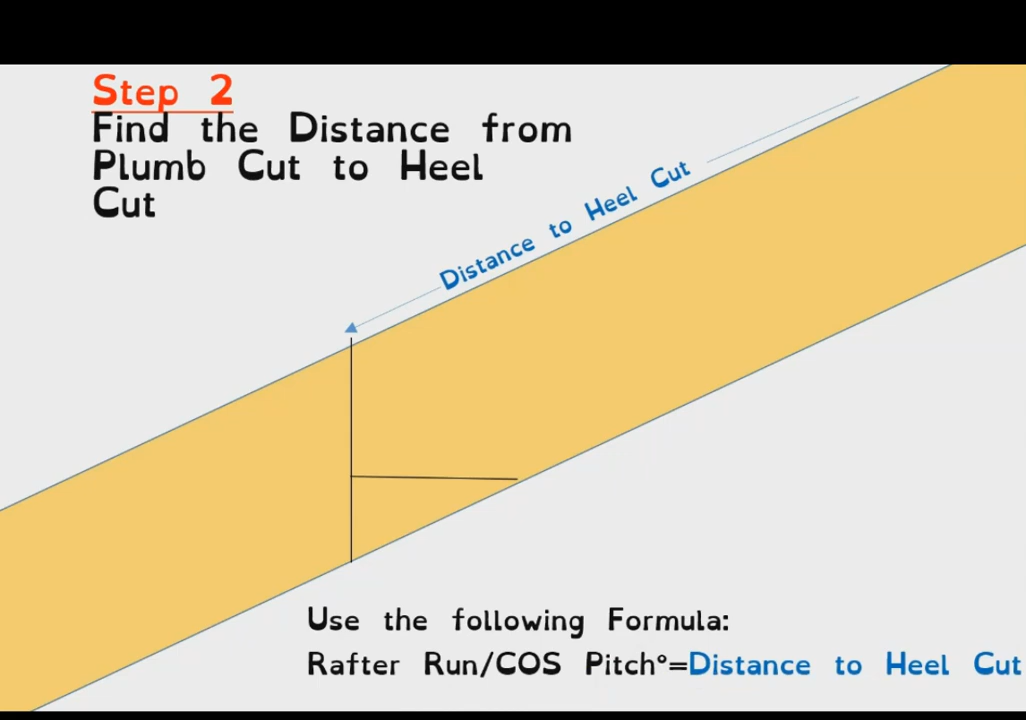 Step 2
Find the Distance from
Plumb Cut to Heel
Cut
Distance to Heel Cut
Use the following Formula:
Rafter Run/COS Pitch°=Distance to Heel Cut